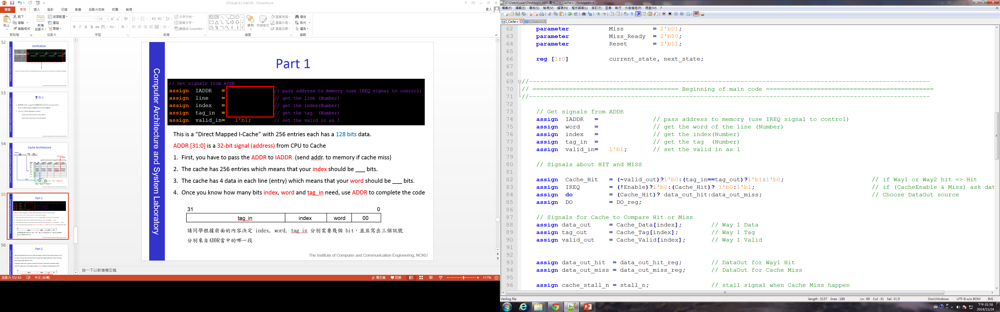 CPULab 6 I-CACHE - PowerPoint
檔案
常用
插入
設計
切換
動畫
投影片放映
校閱
檢視
登入
貼上
剪下
複製
複製格式
剪貼簿
新增
投影片
版面配置
重設
章節
投影片
16
字型
文字方向
對齊文字
轉換成 SmartArt
段落
排列
快速樣式
圖案填滿
圖案外框
圖案效果
繪圖
尋找
取代
選取
編輯
52
Verification
53
實作二
54
Cache Architecture
55
Part 1
56
Part 2
Computer Architecture and System Laboratory
Part 1
// Get signals from ADDR
assign IADDR = // pass address to memory (use IREQ signal to control)
assign line = // get the line (Number)
assign index = // get the index(Number)
assign tag_in = // get the tag (Number)
assign valid_in= 1'b1; // set the valid in as 1
This is a “Direct Mapped I-Cache” with 256 entries each has a 128 bits data.
ADDR [31:0] is a 32-bit signal (address) from CPU to Cache
1. First, you have to pass the ADDR to IADDR (send addr. to memory if cache miss)
2. The cache has 256 entries which means that your index should be ___ bits.
3. The cache has 4 data in each line (entry) which means that your word should be ___ bits.
4. Once you know how many bits index, word and tag_in need, use ADDR to complete the code
31 0
tag_in index word 00
請同學根據前面的內容決定 index, word, tag_in 分別需要幾個 bit，並且寫出三個訊號
分別來自ADDR當中的哪一段
The Institute of Computer and Communication Engineering, NCKU
按一下以新增備忘稿
投影片 55/ 63 中文 (台灣) 備忘稿 註解 117%
C:\Users\user\Desktop\LAB6\實作二\I_Cache.v - Notepad++
檔案(F) 編輯(E) 尋找(S) 檢視(V) 編碼(N) 程式語言(L) 自訂(T) 巨集 執行 外掛模組(P) 視窗(W) ? X
I_Cache.v I_Cache.v
62 parameter Miss = 2'b01;
63 parameter Miss_Ready = 2'b10;
64 parameter Reset = 2'b11;
65
66 reg [1:0] current_state, next_state;
67
68
69 //--------------------------------------------------------------------------------------------------------------
70 // ======================================== Beginning of main code ==============================================
71 //--------------------------------------------------------------------------------------------------------------
72
73 // Get signals from ADDR
74 assign IADDR = // pass address to memory (use IREQ signal to control)
75 assign word = // get the word of the line (Number)
76 assign index = // get the index(Number)
77 assign tag_in = // get the tag (Number)
78 assign valid_in= 1'b1; // set the valid in as 1
79
80 // Signals about HIT and MISS
81
82 assign Cache_Hit = (~valid_out)?1'b0:(tag_in==tag_out)?1'b1:1'b0; // if Way1 or Way2 hit => Hit
83 assign IREQ = (!Enable)?1'b0:(Cache_Hit)? 1'b0:1'b1; // if (CacheEnable & Miss) ask dat
84 assign do = (Cache_Hit)? data_out_hit:data_out_miss; // Choose DataOut source
85 assign DO = DO_reg;
86
87 // Signals for Cache to Compare Hit or Miss
88 assign data_out = Cache_Data[index]; // Way 1 Data
89 assign tag_out = Cache_Tag[index]; // Way 1 Tag
90 assign valid_out = Cache_Valid[index]; // Way 1 Valid
91
92
93 assign data_out_hit = data_out_hit_reg; // DataOut for Way1 Hit
94 assign data_out_miss = data_out_miss_reg; // DataOut for Cache Miss
95
96 assign cache_stall_n = stall_n; // stall signal when Cache Miss happen
Verilog file length : 5157 lines : 189 Ln : 99 Col : 31 Sel : 0 | 0 Dos\Windows UTF-8 w/o BOM INS
下午 01:58
2014/11/24